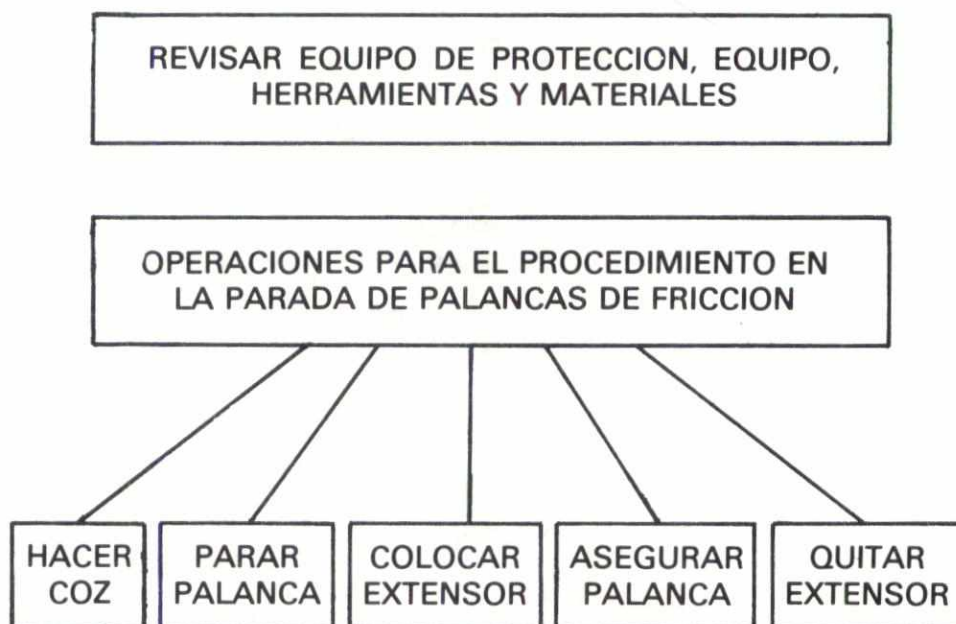 REVISAR EQUIPO DE PROTECCION, EQUIPO,
HERRAMIENTAS Y MATERIALES
OPERACIONES PARA EL PROCEDIMIENTO EN
LA PARADA DE PALANCAS DE FRICCION
HACER
COZ
PARAR
PALANCA
COLOCAR
EXTENSOR
ASEGURAR
PALANCA
QUITAR
EXTENSOR